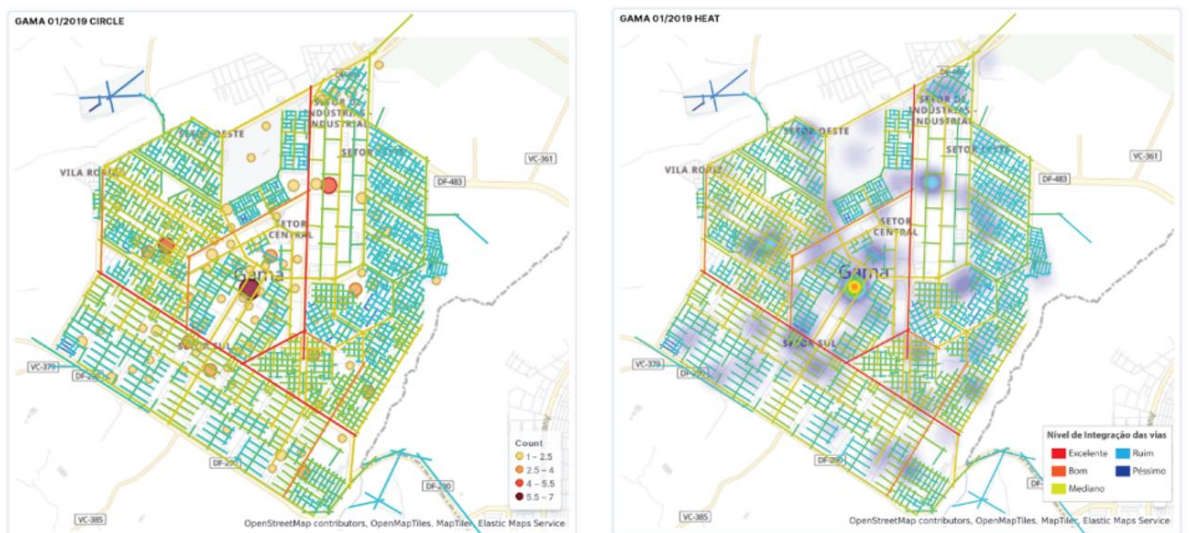 GAMA 01/2019 CIRCLE
SETOR DE
INDÚSTRIAS -
INDUSTRIAL
SETOR OESTE
SETOR LESTE
VC-361
VILA RORIZ
DF-483
SETOR
CENTRAL
Gama
SETOR SUL
VC-379
DF-290
Count
1 – 2.5
2.5 – 4
4 – 5.5
5.5 – 7
DF-290
DF-290
VC-385
OpenStreetMap contributors, OpenMapTiles, MapTiler, Elastic Maps Service
GAMA 01/2019 HEAT
SETOR DE
INDÚSTRIAS -
INDUSTRIAL
SETOR OESTE
SETOR LESTE
VC-361
VILA RORIZ
DF-483
SETOR
CENTRAL
Gama
SETOR SUL
VC-379
DF-290
Nível de Integração das vias
Excelente
Ruim
Bom
Péssimo
Mediano
DF-290
VC-385
OpenStreetMap contributors, OpenMapTiles, MapTiler, Elastic Maps Service